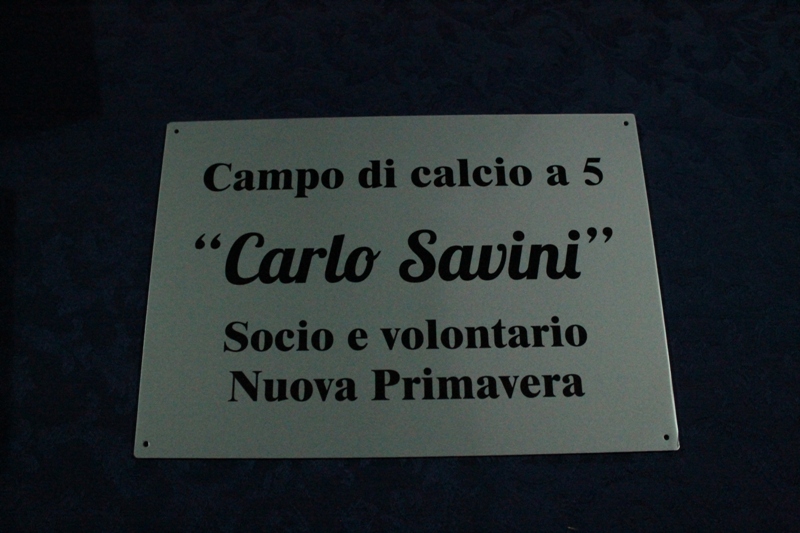 Campo di calcio a 5
“Carlo Savini”
Socio e volontario
Nuova Primavera